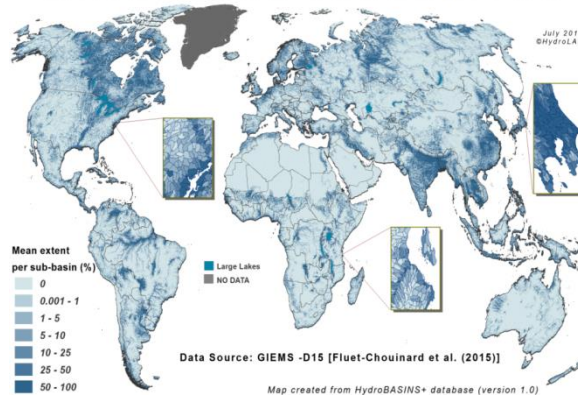 July 201
©HydroLA
Mean extent
per sub-basin (%)
0
0.001 - 1
1 - 5
5 - 10
10 - 25
25 - 50
50 - 100
Large Lakes
NO DATA
Data Source: GIEMS -D15 [Fluet-Chouinard et al. (2015)]
Map created from HydroBASINS+ database (version 1.0)